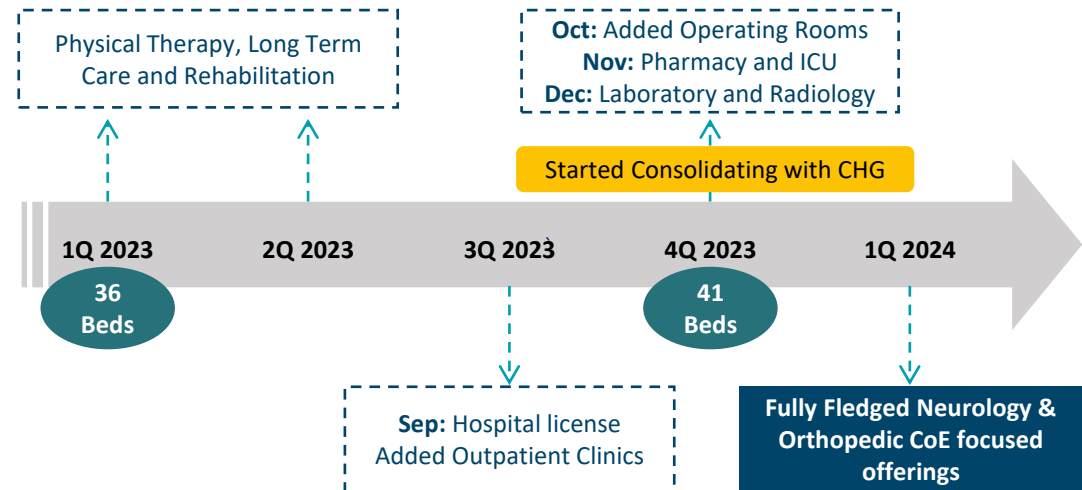 Physical Therapy, Long Term
Care and Rehabilitation
Oct: Added Operating Rooms
Nov: Pharmacy and ICU
Dec: Laboratory and Radiology
Started Consolidating with CHG
1Q 2023
2Q 2023
3Q 2023`
4Q 2023
1Q 2024
36
Beds
41
Beds
Sep: Hospital license
Added Outpatient Clinics
Fully Fledged Neurology &
Orthopedic CoE focused
offerings